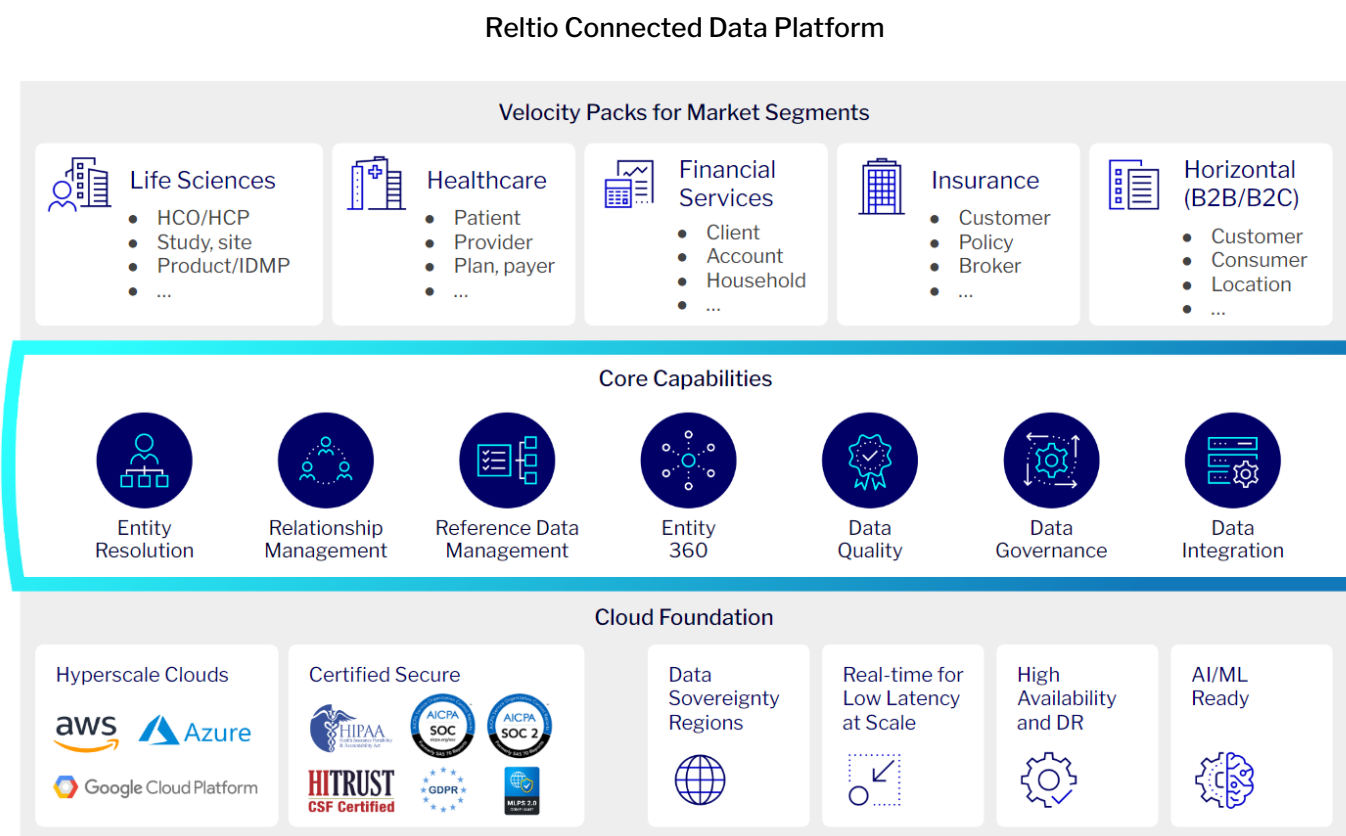 Reltio Connected Data Platform
Velocity Packs for Market Segments
Life Sciences
● HCO/HCP
● Study, site
● Product/IDMP
● ...
Healthcare
● Patient
● Provider
● Plan, payer
● ...
Financial
Services
● Client
● Account
● Household
● ...
Insurance
● Customer
● Policy
● Broker
● ...
Horizontal
(B2B/B2C)
● Customer
● Consumer
● Location
● ...
Core Capabilities
Entity
Resolution
Relationship
Management
Reference Data
Management
Entity
360
Data
Quality
Data
Governance
Data
Integration
Cloud Foundation
Hyperscale Clouds
aws
Azure
Google Cloud Platform
Certified Secure
HIPAA
AICPA
SOC
AICPA
SOC 2
HITRUST
CSF Certified
GDPR
MLPS 2.0
Data
Sovereignty
Regions
Real-time for
Low Latency
at Scale
High
Availability
and DR
AI/ML
Ready